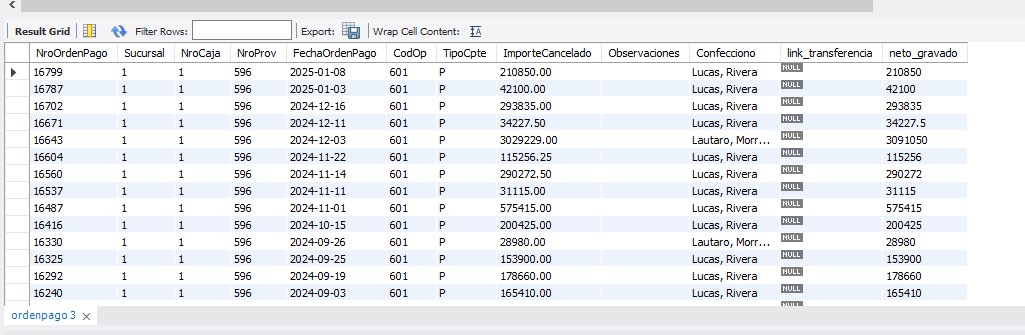 Result Grid Filter Rows: Export: Wrap Cell Content: IA
NroOrdenPago Sucursal NroCaja NroProv FechaOrdenPago CodOp TipoCpte ImporteCancelado Observaciones Confecciono link_transferencia neto_gravado
16799 1 1 596 2025-01-08 601 P 210850.00 Lucas, Rivera NULL 210850
16787 1 1 596 2025-01-03 601 P 42100.00 Lucas, Rivera NULL 42100
16702 1 1 596 2024-12-16 601 P 293835.00 Lucas, Rivera NULL 293835
16671 1 1 596 2024-12-11 601 P 34227.50 Lucas, Rivera NULL 34227.5
16643 1 1 596 2024-12-03 601 P 3029229.00 Lautaro, Morr... NULL 3091050
16604 1 1 596 2024-11-22 601 P 115256.25 Lucas, Rivera NULL 115256
16560 1 1 596 2024-11-14 601 P 290272.50 Lucas, Rivera NULL 290272
16537 1 1 596 2024-11-11 601 P 31115.00 Lucas, Rivera NULL 31115
16487 1 1 596 2024-11-01 601 P 575415.00 Lucas, Rivera NULL 575415
16416 1 1 596 2024-10-15 601 P 200425.00 Lucas, Rivera NULL 200425
16330 1 1 596 2024-09-26 601 P 28980.00 Lautaro, Morr... NULL 28980
16325 1 1 596 2024-09-25 601 P 153900.00 Lucas, Rivera NULL 153900
16292 1 1 596 2024-09-19 601 P 178660.00 Lucas, Rivera NULL 178660
16240 1 1 596 2024-09-03 601 P 165410.00 Lucas, Rivera NULL 165410
ordenpago 3